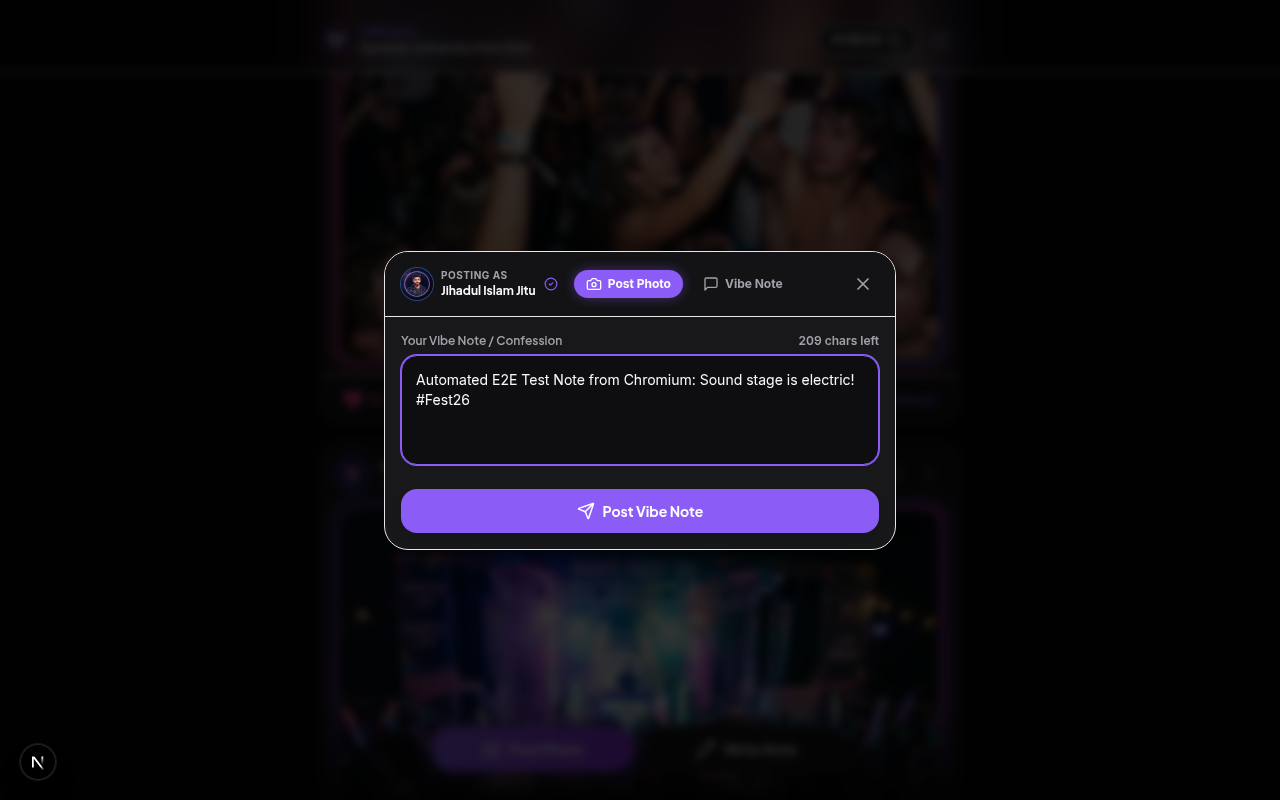 POSTING AS
Jihadul Islam Jitu
Post Photo
Vibe Note
Your Vibe Note / Confession
209 chars left
Automated E2E Test Note from Chromium: Sound stage is electric!
#Fest26
Post Vibe Note
N